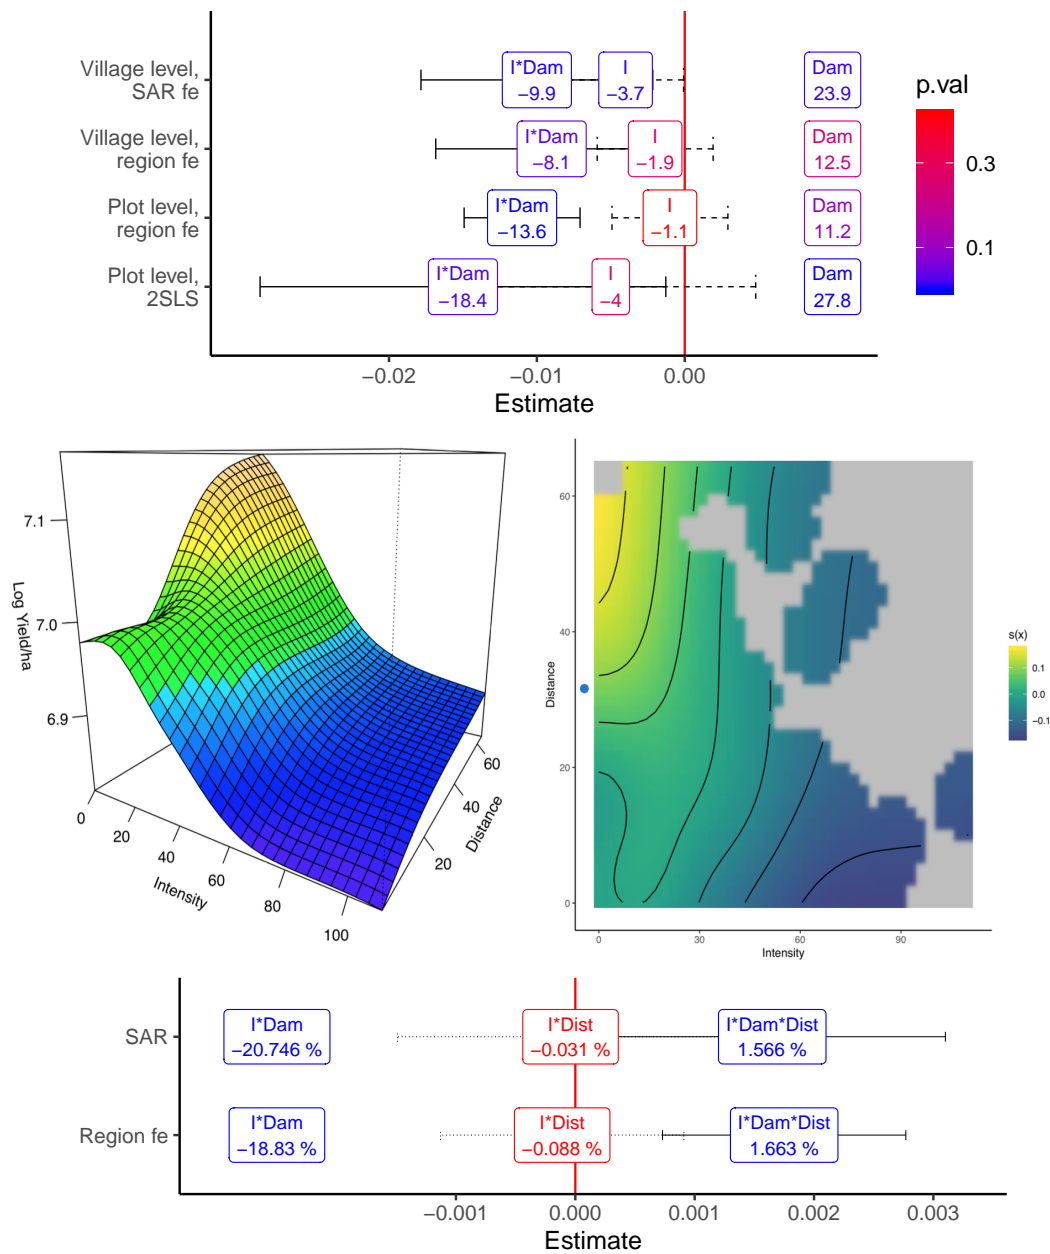 Village level,
SAR fe
I*Dam
−9.9
I
−3.7
Dam
23.9
Village level,
region fe
I*Dam
−8.1
I
−1.9
Dam
12.5
Plot level,
region fe
I*Dam
−13.6
I
−1.1
Dam
11.2
Plot level,
2SLS
I*Dam
−18.4
I
−4
Dam
27.8
p.val
0.3
0.1
−0.02
−0.01
0.00
Estimate
7.1
7.0
6.9
Log Yield/ha
0
20
40
60
80
100
Intensity
20
40
60
Distance
60
40
20
0
Distance
0
30
60
90
Intensity
s(x)
0.1
0.0
−0.1
SAR
I*Dam
−20.746 %
I*Dist
−0.031 %
I*Dam*Dist
1.566 %
Region fe
I*Dam
−18.83 %
I*Dist
−0.088 %
I*Dam*Dist
1.663 %
−0.001
0.000
0.001
0.002
0.003
Estimate